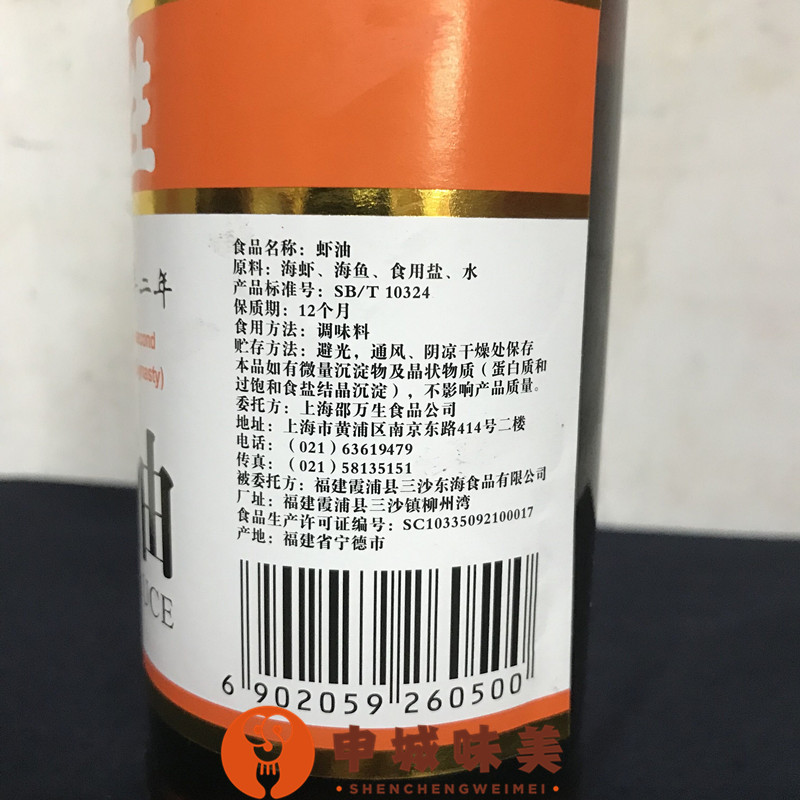 生
二年
食品名称：虾油
原料：海虾、海鱼、食用盐、水
产品标准号：SB/T 10324
保质期：12个月
食用方法：调味料
贮存方法：避光，通风、阴凉干燥处保存
本品如有微量沉淀物及晶状物质（蛋白质和
过饱和食盐结晶沉淀），不影响产品质量。
委托方：上海邵万生食品公司
地址：上海市黄浦区南京东路414号二楼
电话：（021）63619479
传真：（021）58135151
被委托方：福建霞浦县三沙东海食品有限公司
厂址：福建霞浦县三沙镇柳州湾
食品生产许可证编号：SC10335092100017
产地：福建省宁德市
油
6 902059 260500
申城味美
SHENCHENGWEIMEI